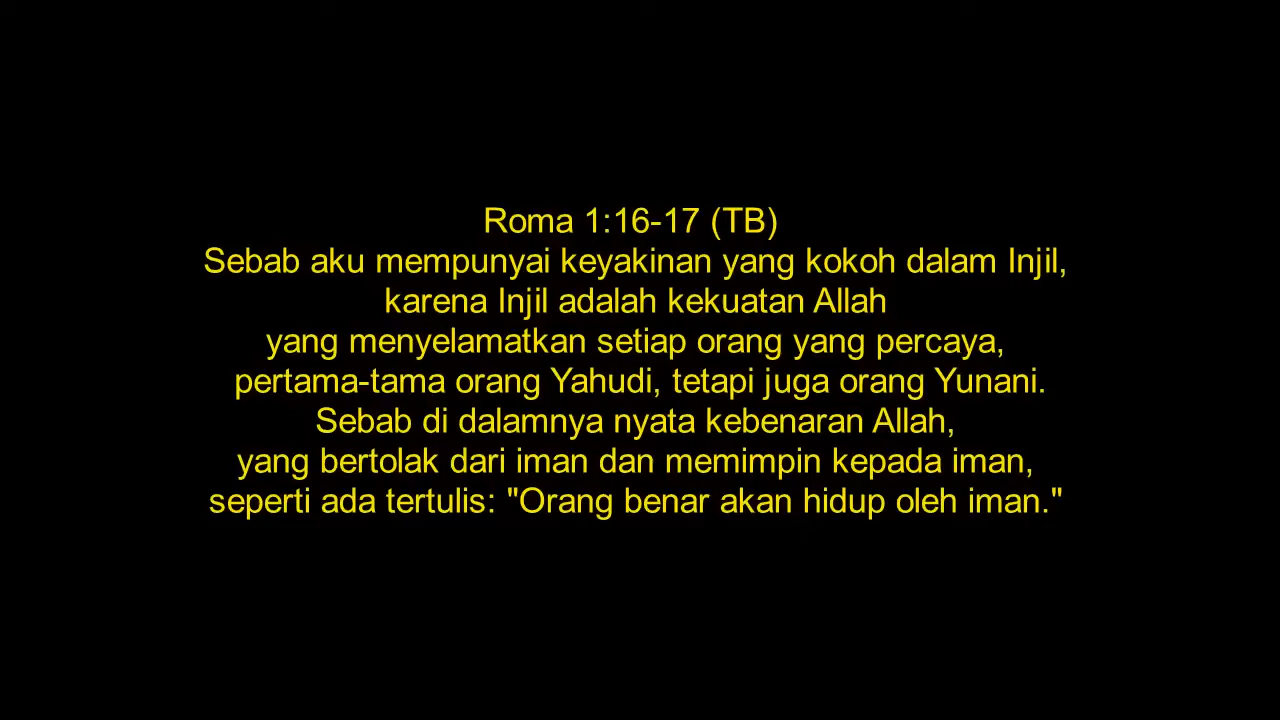 Roma 1:16-17 (TB)
Sebab aku mempunyai keyakinan yang kokoh dalam Injil,
karena Injil adalah kekuatan Allah
yang menyelamatkan setiap orang yang percaya,
pertama-tama orang Yahudi, tetapi juga orang Yunani.
Sebab di dalamnya nyata kebenaran Allah,
yang bertolak dari iman dan memimpin kepada iman,
seperti ada tertulis: "Orang benar akan hidup oleh iman."